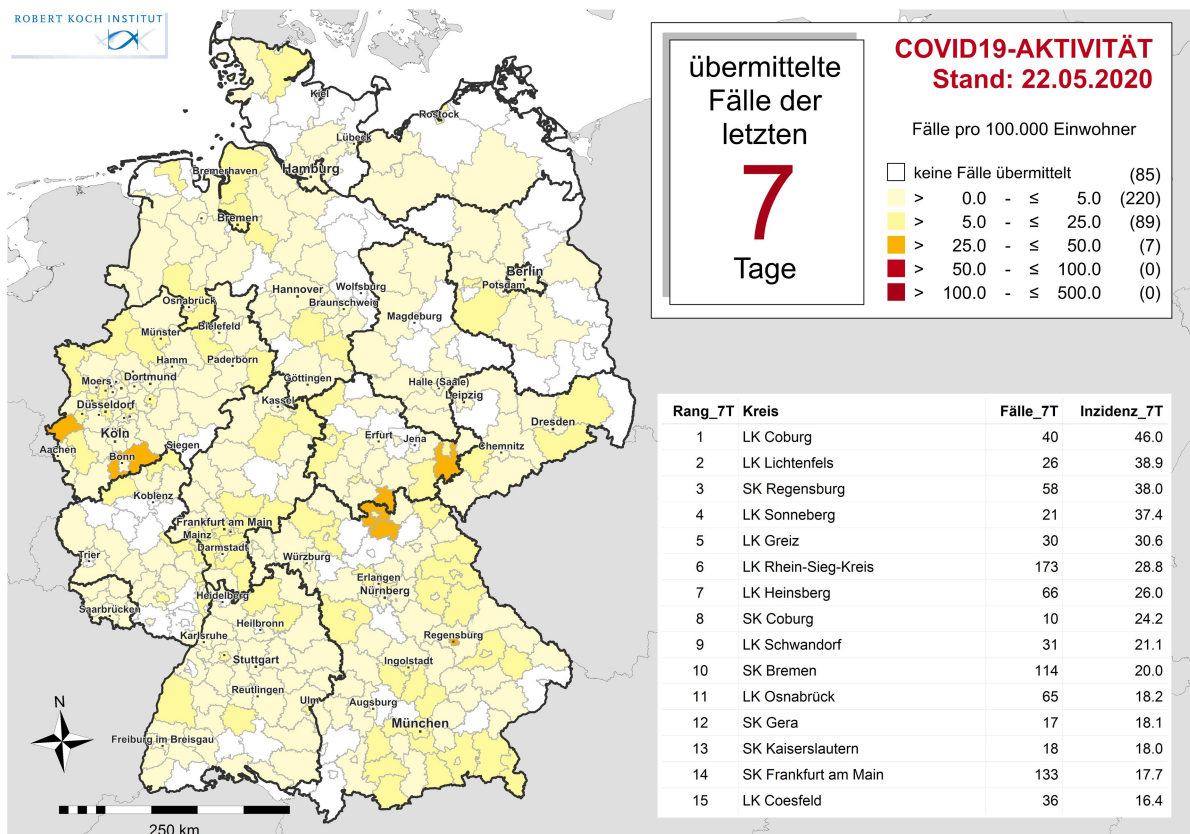 ROBERT KOCH INSTITUT
übermittelte
Fälle der
letzten
7
Tage
COVID19-AKTIVITÄT
Stand: 22.05.2020
Fälle pro 100.000 Einwohner
keine Fälle übermittelt (85)
> 0.0 - ≤ 5.0 (220)
> 5.0 - ≤ 25.0 (89)
> 25.0 - ≤ 50.0 (7)
> 50.0 - ≤ 100.0 (0)
> 100.0 - ≤ 500.0 (0)
Kiel
Rostock
Lübeck
Hamburg
Bremerhaven
Bremen
Berlin
Potsdam
Hannover
Wolfsburg
Braunschweig
Osnabrück
Magdeburg
Münster
Bielefeld
Hamm
Paderborn
Moers
Dortmund
Göttingen
Halle (Saale)
Leipzig
Düsseldorf
Kassel
Dresden
Köln
Erfurt
Jena
Chemnitz
Siegen
Aachen
Bonn
Koblenz
Frankfurt am Main
Mainz
Darmstadt
Würzburg
Trier
Erlangen
Nürnberg
Heidelberg
Saarbrücken
Heilbronn
Karlsruhe
Regensburg
Stuttgart
Ingolstadt
Reutlingen
Ulm
Augsburg
München
Freiburg im Breisgau
N
250 km
Rang_7T Kreis Fälle_7T Inzidenz_7T
1 LK Coburg 40 46.0
2 LK Lichtenfels 26 38.9
3 SK Regensburg 58 38.0
4 LK Sonneberg 21 37.4
5 LK Greiz 30 30.6
6 LK Rhein-Sieg-Kreis 173 28.8
7 LK Heinsberg 66 26.0
8 SK Coburg 10 24.2
9 LK Schwandorf 31 21.1
10 SK Bremen 114 20.0
11 LK Osnabrück 65 18.2
12 SK Gera 17 18.1
13 SK Kaiserslautern 18 18.0
14 SK Frankfurt am Main 133 17.7
15 LK Coesfeld 36 16.4